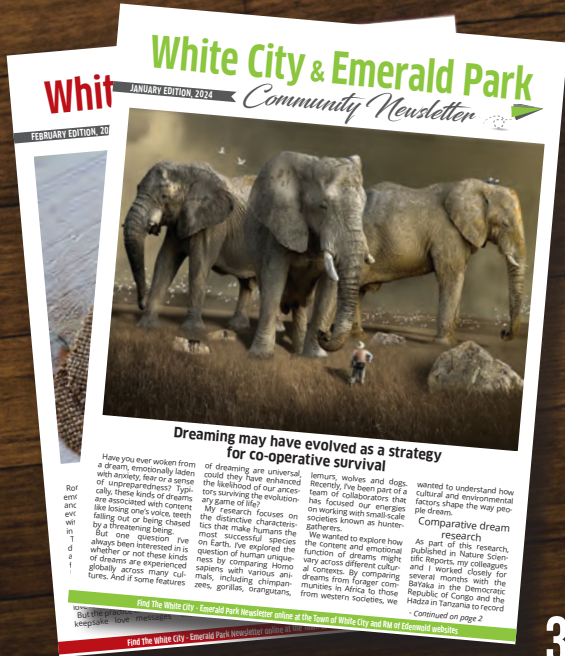 White City & Emerald Park
JANUARY EDITION, 2024
Community Newsletter
Dreaming may have evolved as a strategy
for co-operative survival
Have you ever woken from
a dream, emotionally laden
with anxiety, fear or a sense
of unpreparedness? Typi-
cally, these kinds of dreams
are associated with content
like losing one's voice, teeth
falling out or being chased
by a threatening being.
But one question I've
always been interested in is
whether or not these kinds
of dreams are experienced
globally across many cul-
tures. And if some features
of dreaming are universal,
could they have enhanced
the likelihood of our ances-
tors surviving the evolution-
ary game of life?
My research focuses on
the distinctive characteris-
tics that make humans the
most successful species
on Earth. I've explored the
question of human unique-
ness by comparing Homo
sapiens with various ani-
mals, including chimpan-
zees, gorillas, orangutans,
lemurs, wolves and dogs.
Recently, I've been part of a
team of collaborators that
has focused our energies
on working with small-scale
societies known as hunter-
gatherers.
We wanted to explore how
the content and emotional
function of dreams might
vary across different cultur-
al contexts. By comparing
dreams from forager com-
munities in Africa to those
from western societies, we
wanted to understand how
cultural and environmental
factors shape the way peo-
ple dream.
Comparative dream
research
As part of this research,
published in Nature Scien-
tific Reports, my colleagues
and I worked closely for
several months with the
BaYaka in the Democratic
Republic of Congo and the
Hadza in Tanzania to record
- Continued on page 2
Find The White City - Emerald Park Newsletter online at the Town of White City and RM of Edenwold websites
Whit
FEBRUARY EDITION, 20
But the practi
keepsake love messages
Find The White City - Emerald Park Newsletter online at the
3